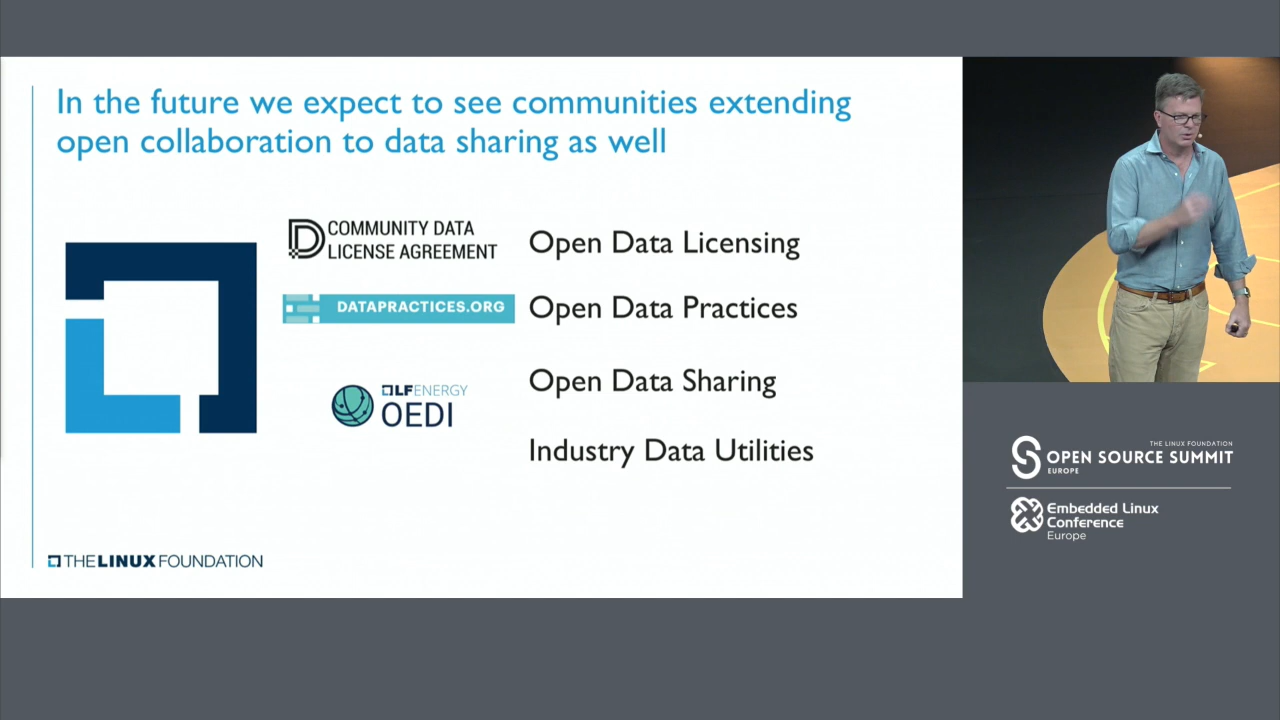 In the future we expect to see communities extending
open collaboration to data sharing as well
COMMUNITY DATA
LICENSE AGREEMENT
Open Data Licensing
DATAPRACTICES.ORG
Open Data Practices
LFENERGY
OEDI
Open Data Sharing
Industry Data Utilities
THE LINUX FOUNDATION
THE LINUX FOUNDATION
OPEN SOURCE SUMMIT
EUROPE
Embedded Linux
Conference
Europe